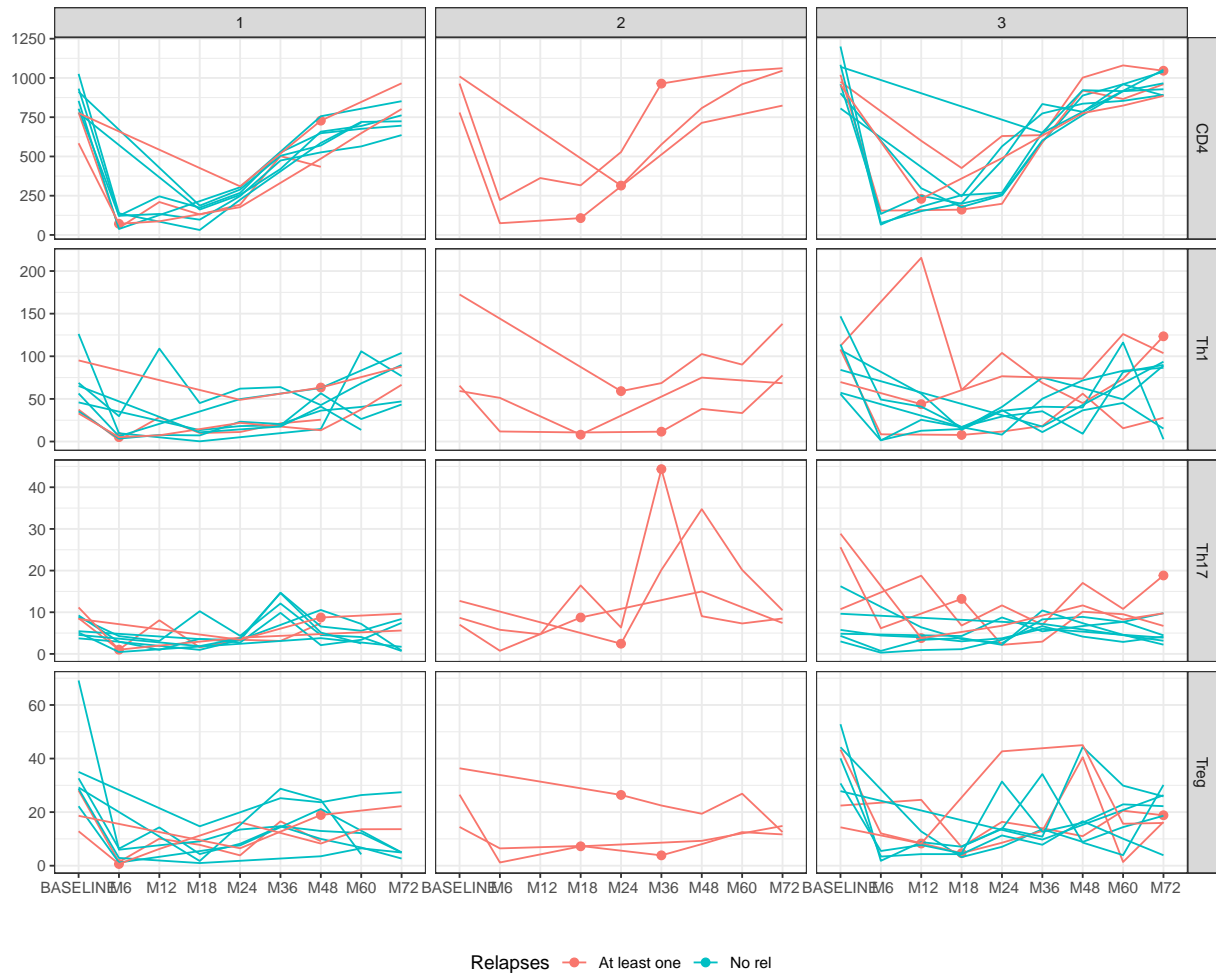 1 2 3
1250
1000
750
500
250
0
CD4
200
150
100
50
0
Th1
40
30
20
10
0
Th17
60
40
20
0
Treg
BASELINE M6 M12 M18 M24 M36 M48 M60 M72 BASELINE M6 M12 M18 M24 M36 M48 M60 M72 BASELINE M6 M12 M18 M24 M36 M48 M60 M72
Relapses At least one No rel